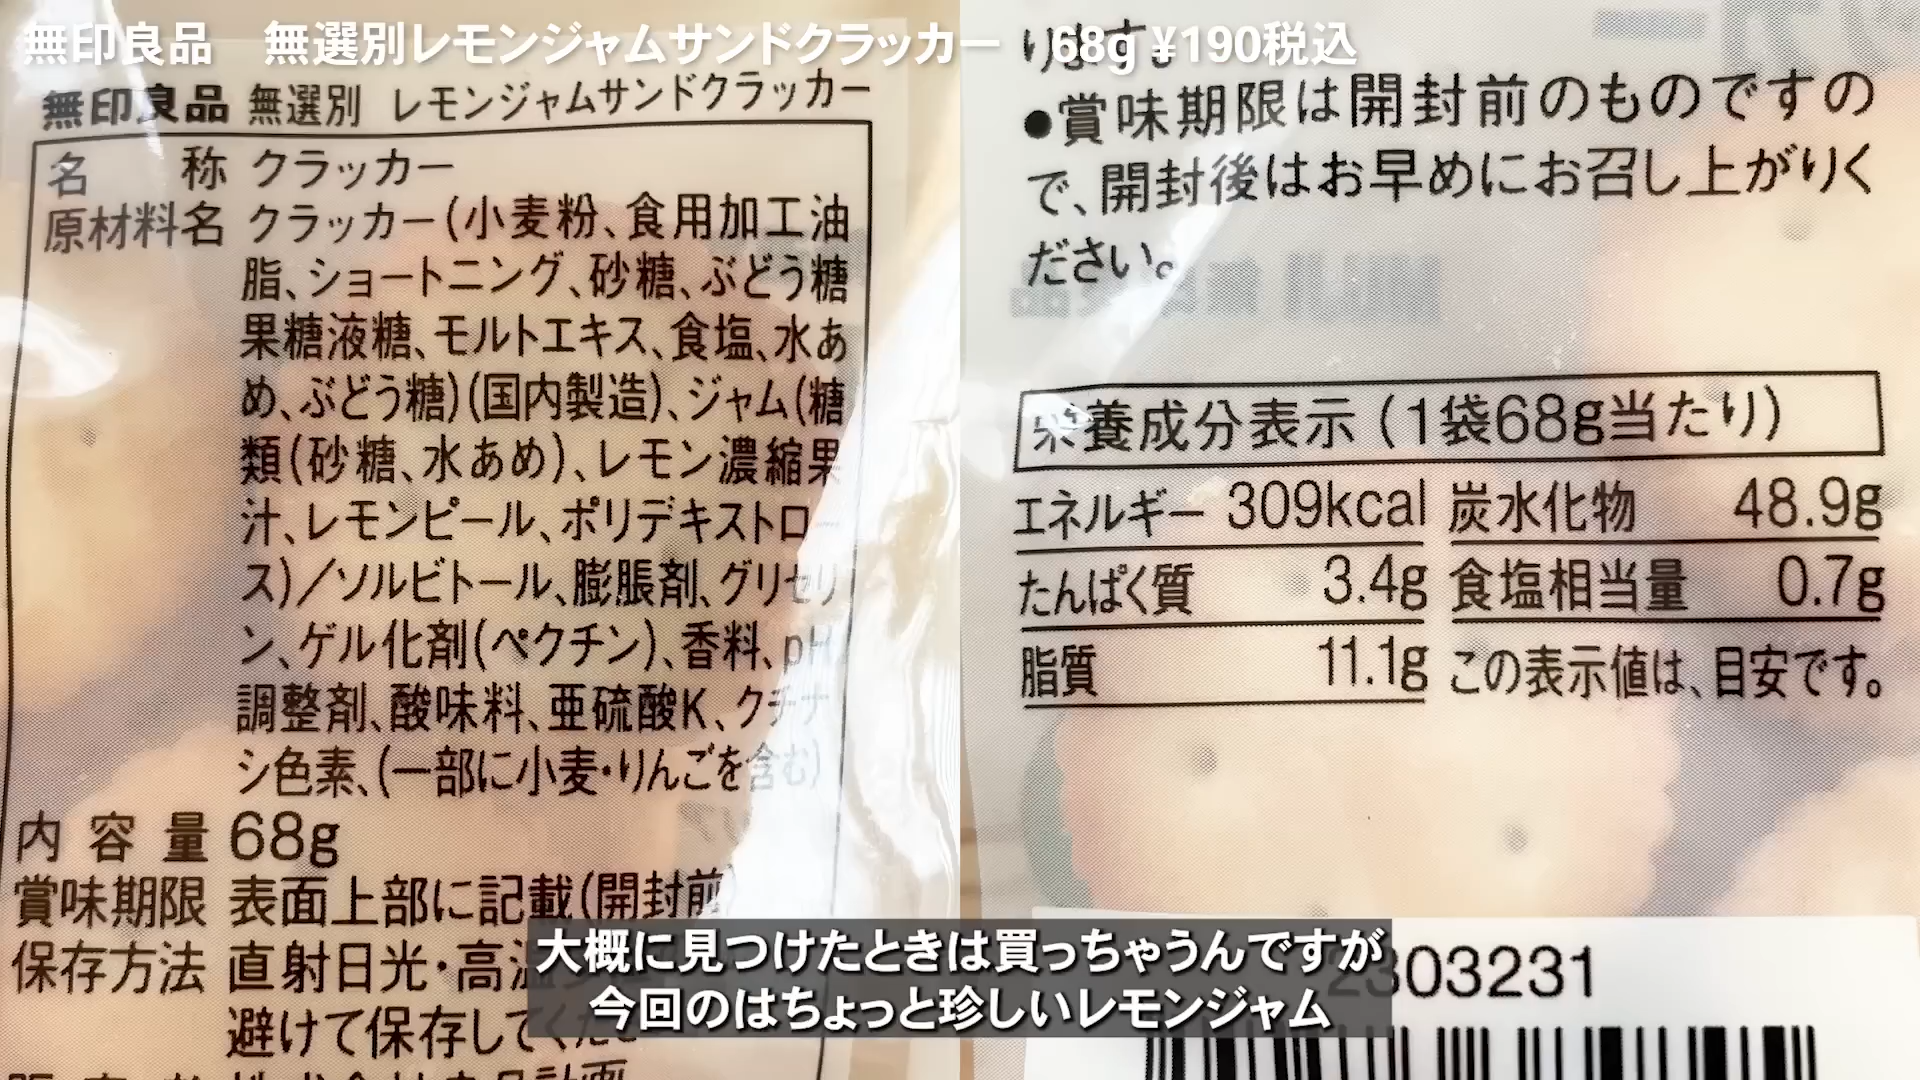 無印良品　無選別レモンジャムサンドクラッカー　68g ¥190税込
無印良品 無選別 レモンジャムサンドクラッカー
名　　称 クラッカー
原材料名 クラッカー(小麦粉、食用加工油
脂、ショートニング、砂糖、ぶどう糖
果糖液糖、モルトエキス、食塩、水あ
め、ぶどう糖)(国内製造)、ジャム(糖
類(砂糖、水あめ)、レモン濃縮果
汁、レモンピール、ポリデキストロー
ス)/ソルビトール、膨脹剤、グリセリ
ン、ゲル化剤(ペクチン)、香料、pH
調整剤、酸味料、亜硫酸K、クチナ
シ色素、(一部に小麦・りんごを含む)
内 容 量 68g
賞味期限 表面上部に記載(開封前
保存方法 直射日光・高温
避けて保存して
ります。
●賞味期限は開封前のものですの
で、開封後はお早めにお召し上がりく
ださい。
栄養成分表示(1袋68g当たり)
エネルギー 309kcal 炭水化物 48.9g
たんぱく質 3.4g 食塩相当量 0.7g
脂質 11.1g この表示値は、目安です。
303231
大概に見つけたときは買っちゃうんですが
今回のはちょっと珍しいレモンジャム